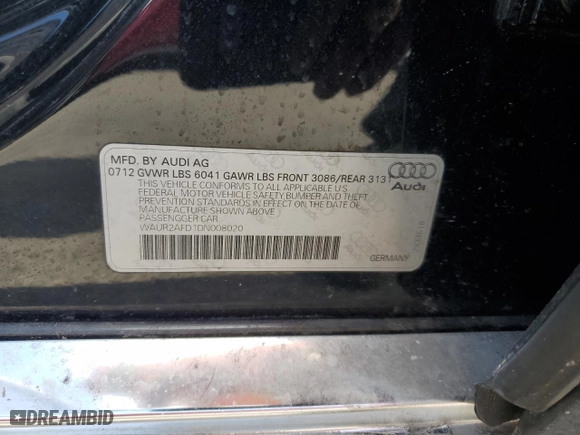 MFD. BY AUDI AG
0712 GVWR LBS 6041 GAWR LBS FRONT 3086/REAR 3131
THIS VEHICLE CONFORMS TO ALL APPLICABLE U.S.
FEDERAL MOTOR VEHICLE SAFETY BUMPER AND THEFT
PREVENTION STANDARDS IN EFFECT ON THE DATE OF
MANUFACTURE SHOWN ABOVE
PASSENGGER CAR
WAUR2AFD1DN008020
Audi
GERMANY
DREAMBID